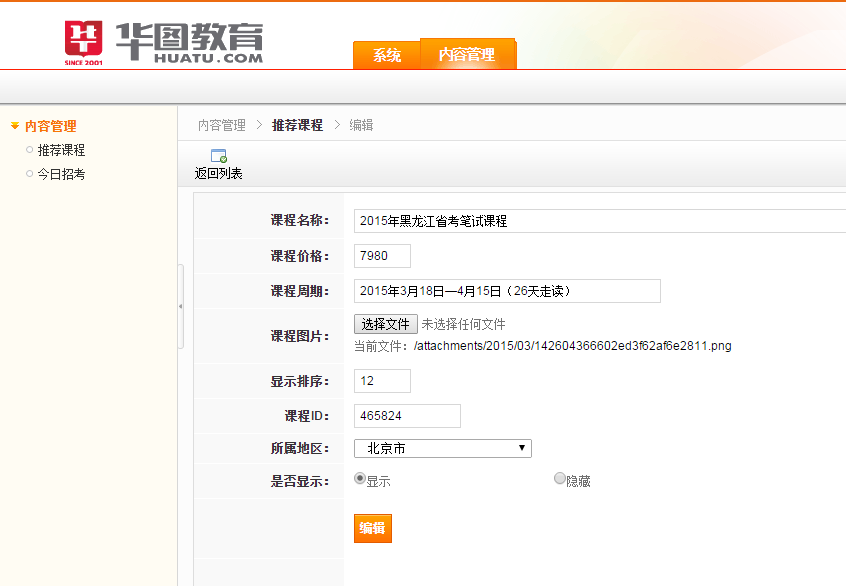 华图教育
SINCE 2001
HUATU.COM
系统 内容管理
内容管理
推荐课程
今日招考
内容管理 > 推荐课程 > 编辑
返回列表
课程名称： 2015年黑龙江省考笔试课程
课程价格： 7980
课程周期： 2015年3月18日—4月15日（26天走读）
课程图片： 选择文件 未选择任何文件
当前文件：/attachments/2015/03/142604366602ed3f62af6e2811.png
显示排序： 12
课程ID： 465824
所属地区： 北京市
是否显示： 显示 隐藏
编辑